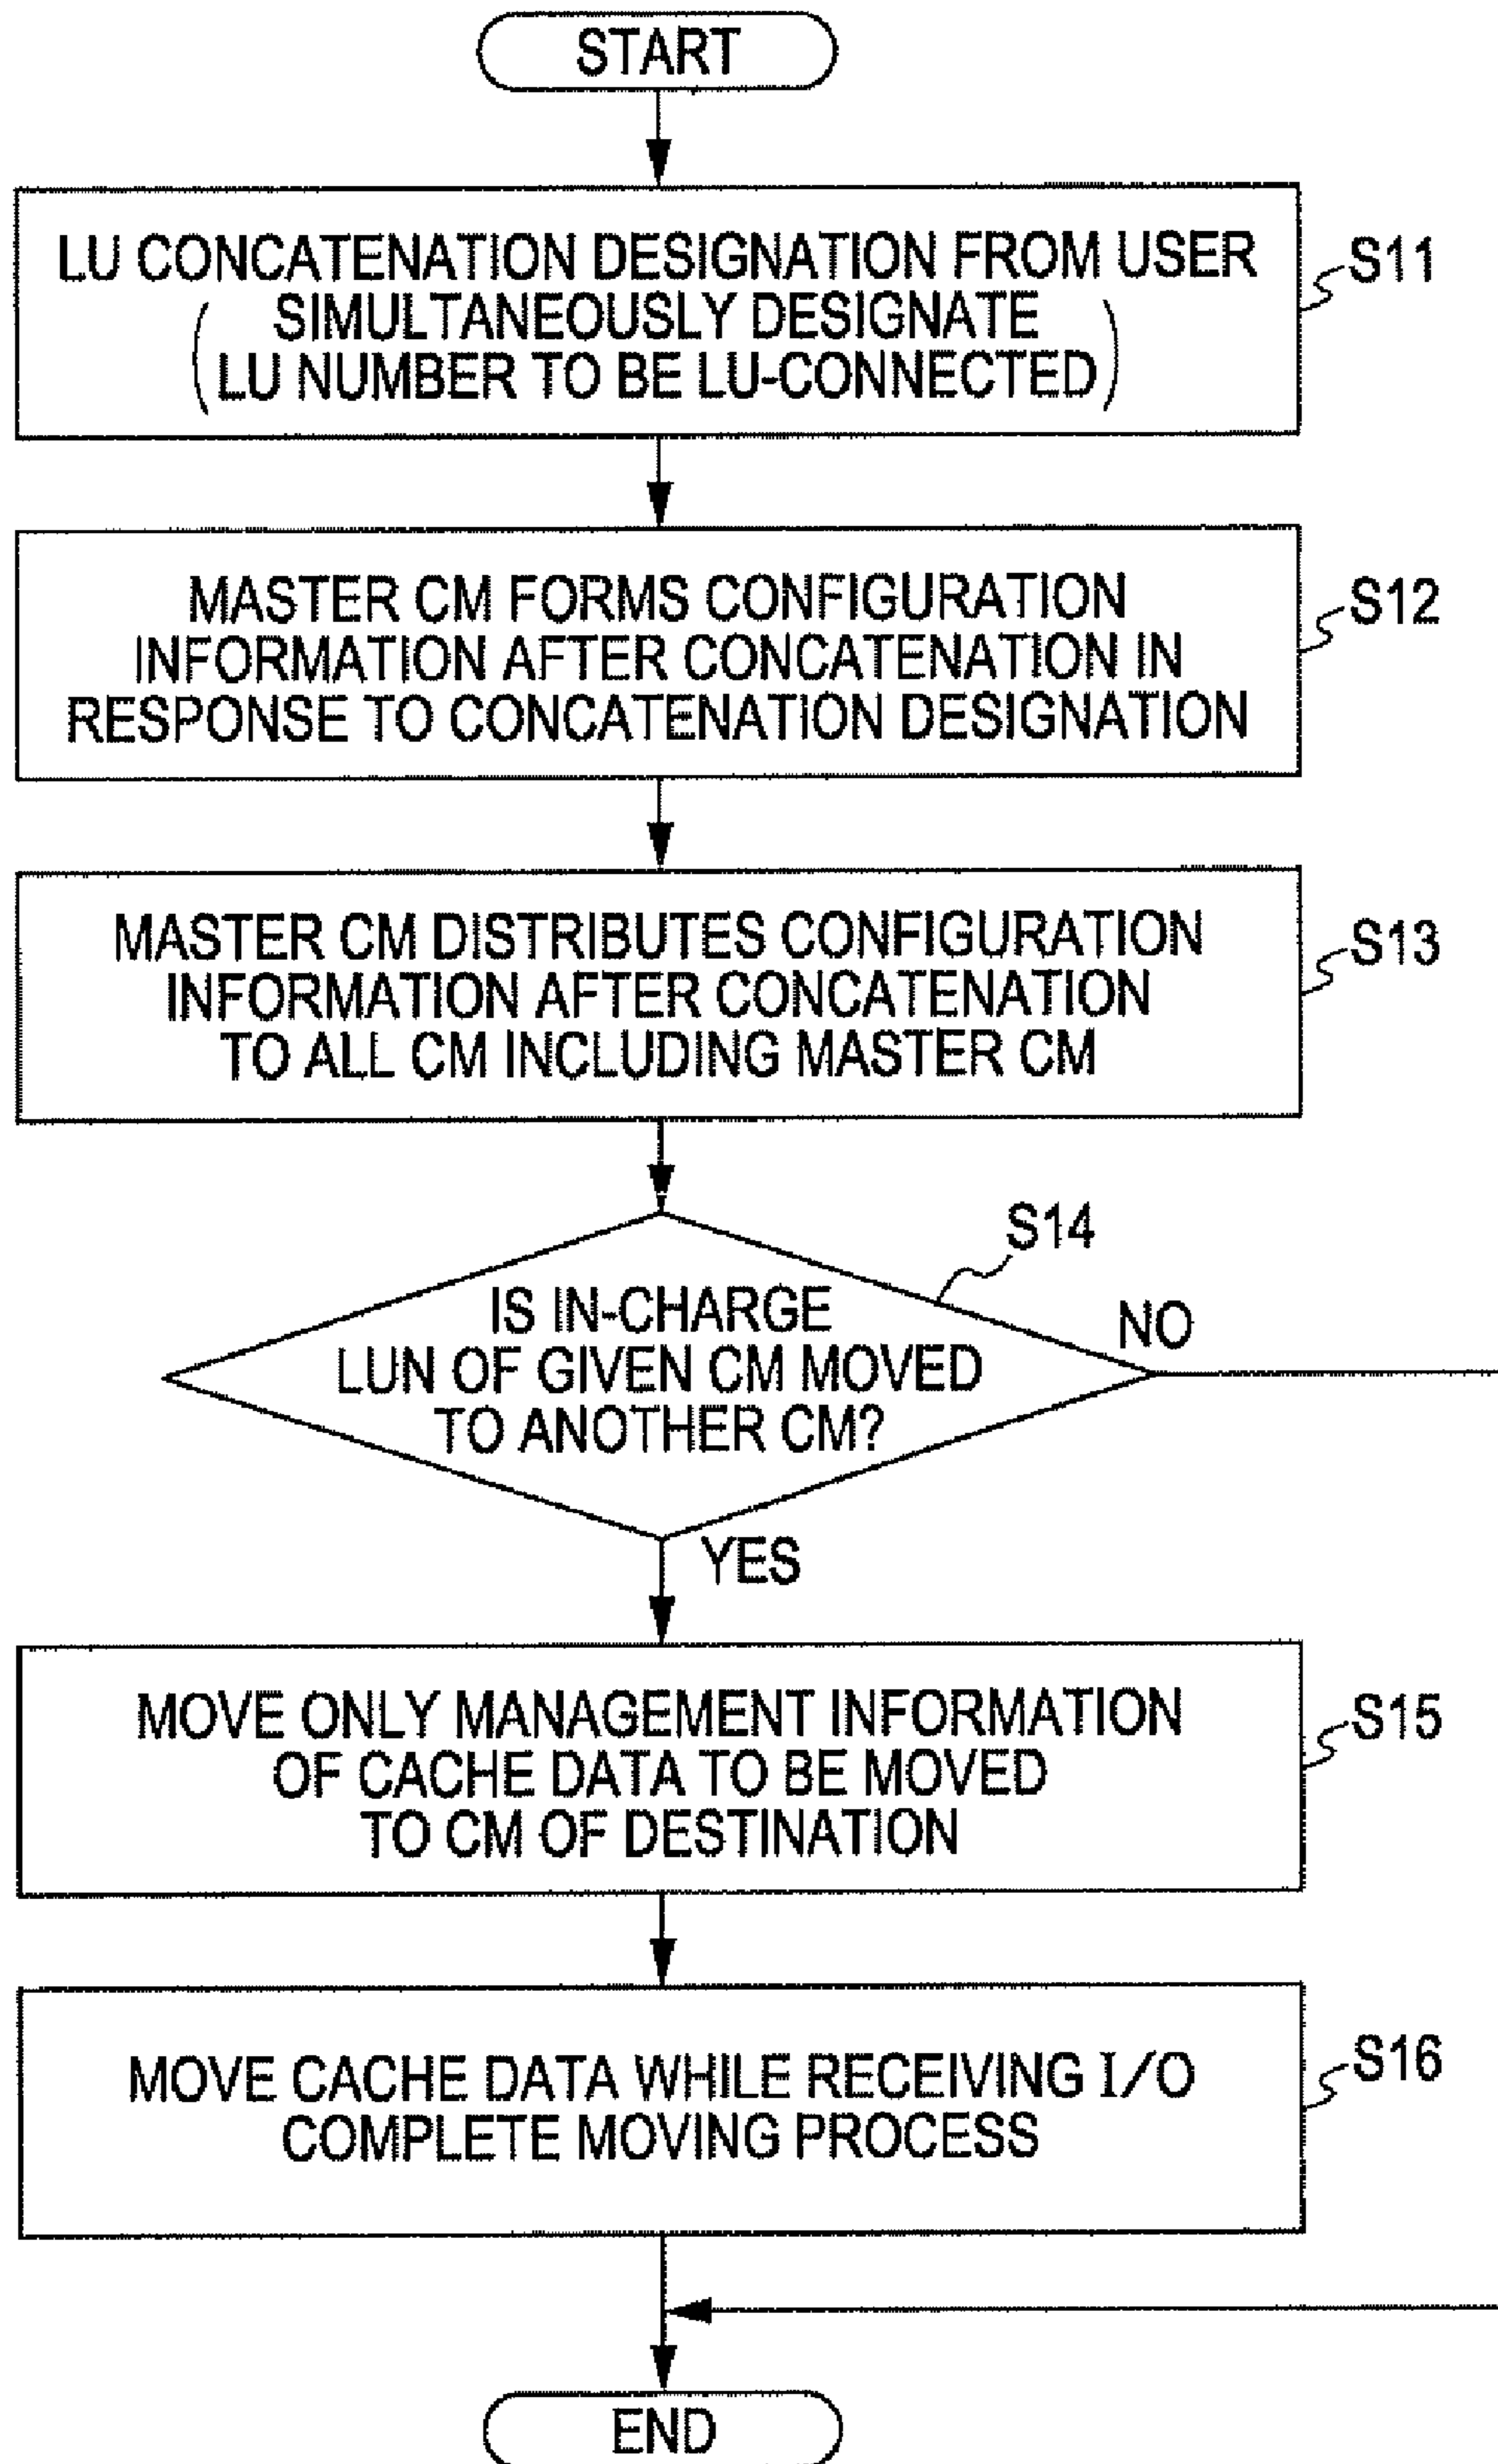 START
LU CONCATENATION DESIGNATION FROM USER
( SIMULTANEOUSLY DESIGNATE
LU NUMBER TO BE LU-CONNECTED )
S11
MASTER CM FORMS CONFIGURATION
INFORMATION AFTER CONCATENATION IN
RESPONSE TO CONCATENATION DESIGNATION
S12
MASTER CM DISTRIBUTES CONFIGURATION
INFORMATION AFTER CONCATENATION
TO ALL CM INCLUDING MASTER CM
S13
S14
IS IN-CHARGE
LUN OF GIVEN CM MOVED
TO ANOTHER CM?
NO
YES
MOVE ONLY MANAGEMENT INFORMATION
OF CACHE DATA TO BE MOVED
TO CM OF DESTINATION
S15
MOVE CACHE DATA WHILE RECEIVING I/O
COMPLETE MOVING PROCESS
S16
END